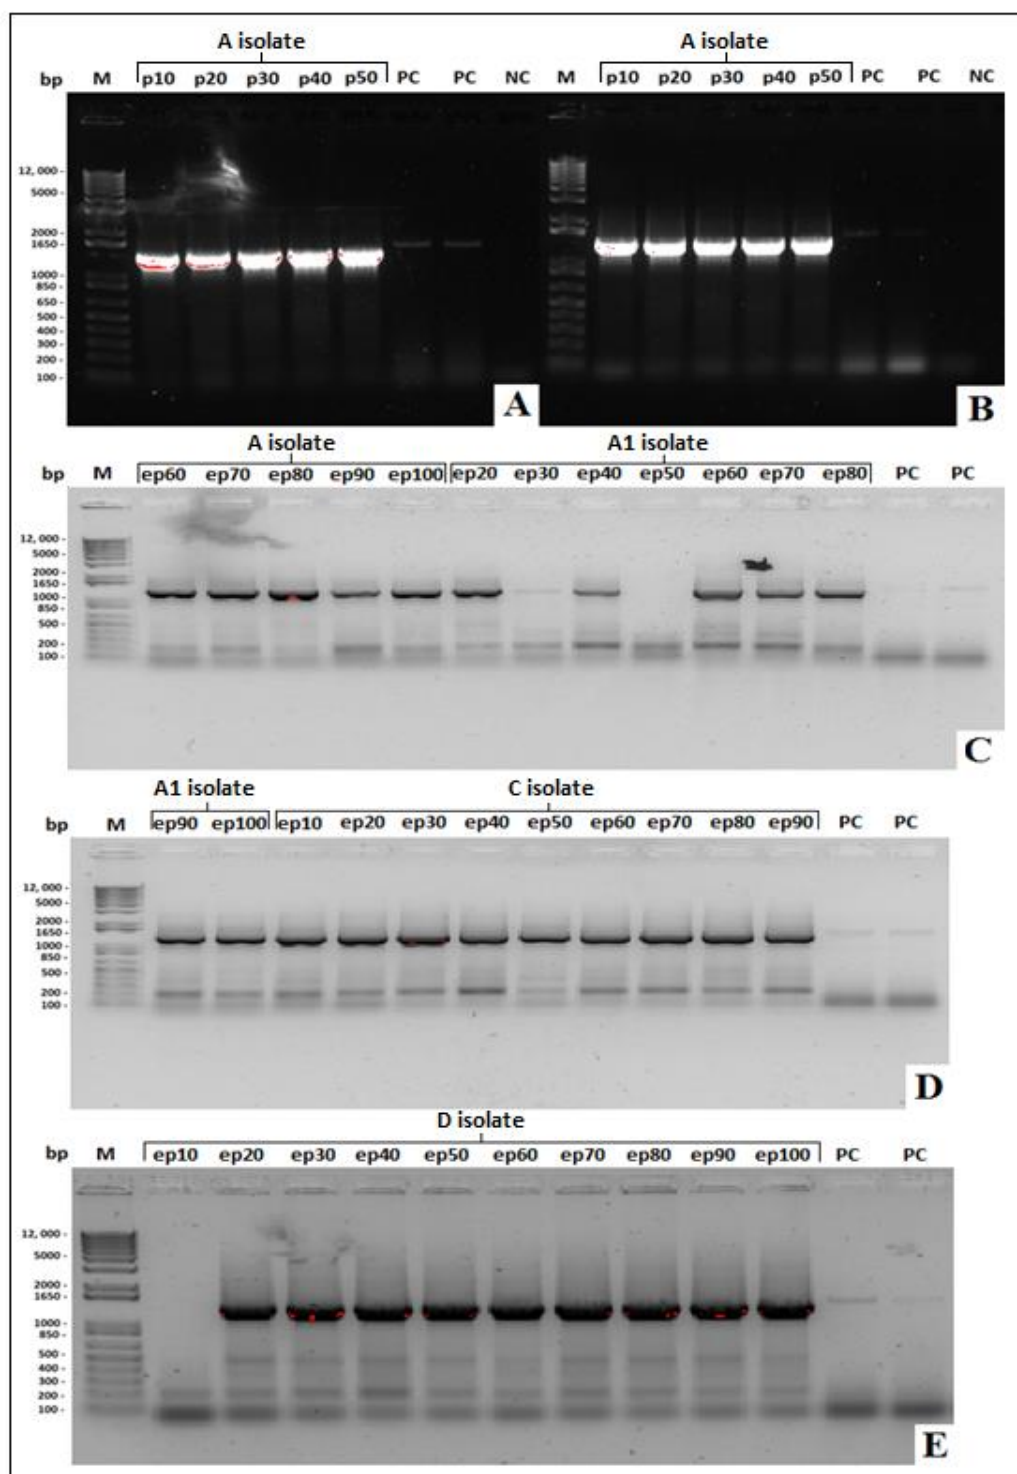 A isolate A isolate
bp M p10 p20 p30 p40 p50 PC PC NC M p10 p20 p30 p40 p50 PC PC NC
12, 000 -
5000 -
2000 -
1650 -
1000 -
850 -
650 -
500 -
400 -
300 -
200 -
100 -
A B
A isolate A1 isolate
bp M ep60 ep70 ep80 ep90 ep100 ep20 ep30 ep40 ep50 ep60 ep70 ep80 PC PC
12, 000 -
5000 -
2000 -
1650 -
1000 -
850 -
500 -
200 -
100 -
C
A1 isolate C isolate
bp M ep90 ep100 ep10 ep20 ep30 ep40 ep50 ep60 ep70 ep80 ep90 PC PC
12, 000 -
5000 -
2000 -
1650 -
1000 -
850 -
500 -
200 -
100 -
D
D isolate
bp M ep10 ep20 ep30 ep40 ep50 ep60 ep70 ep80 ep90 ep100 PC PC
12, 000 -
5000 -
2000 -
1650 -
1000 -
850 -
500 -
400 -
300 -
200 -
100 -
E